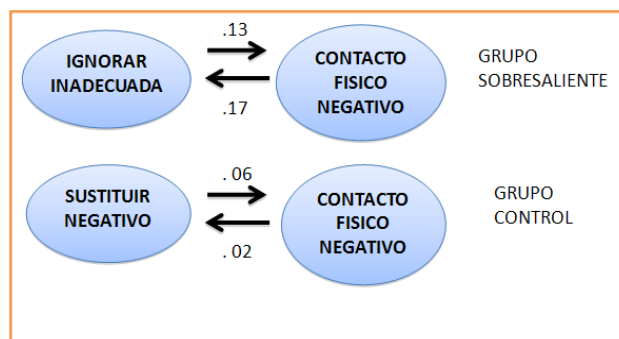 .13
IGNORAR
INADECUADA
CONTACTO
FISICO
NEGATIVO
GRUPO
SOBRESALIENTE
.17
. 06
SUSTITUIR
NEGATIVO
CONTACTO
FISICO
NEGATIVO
GRUPO
CONTROL
. 02